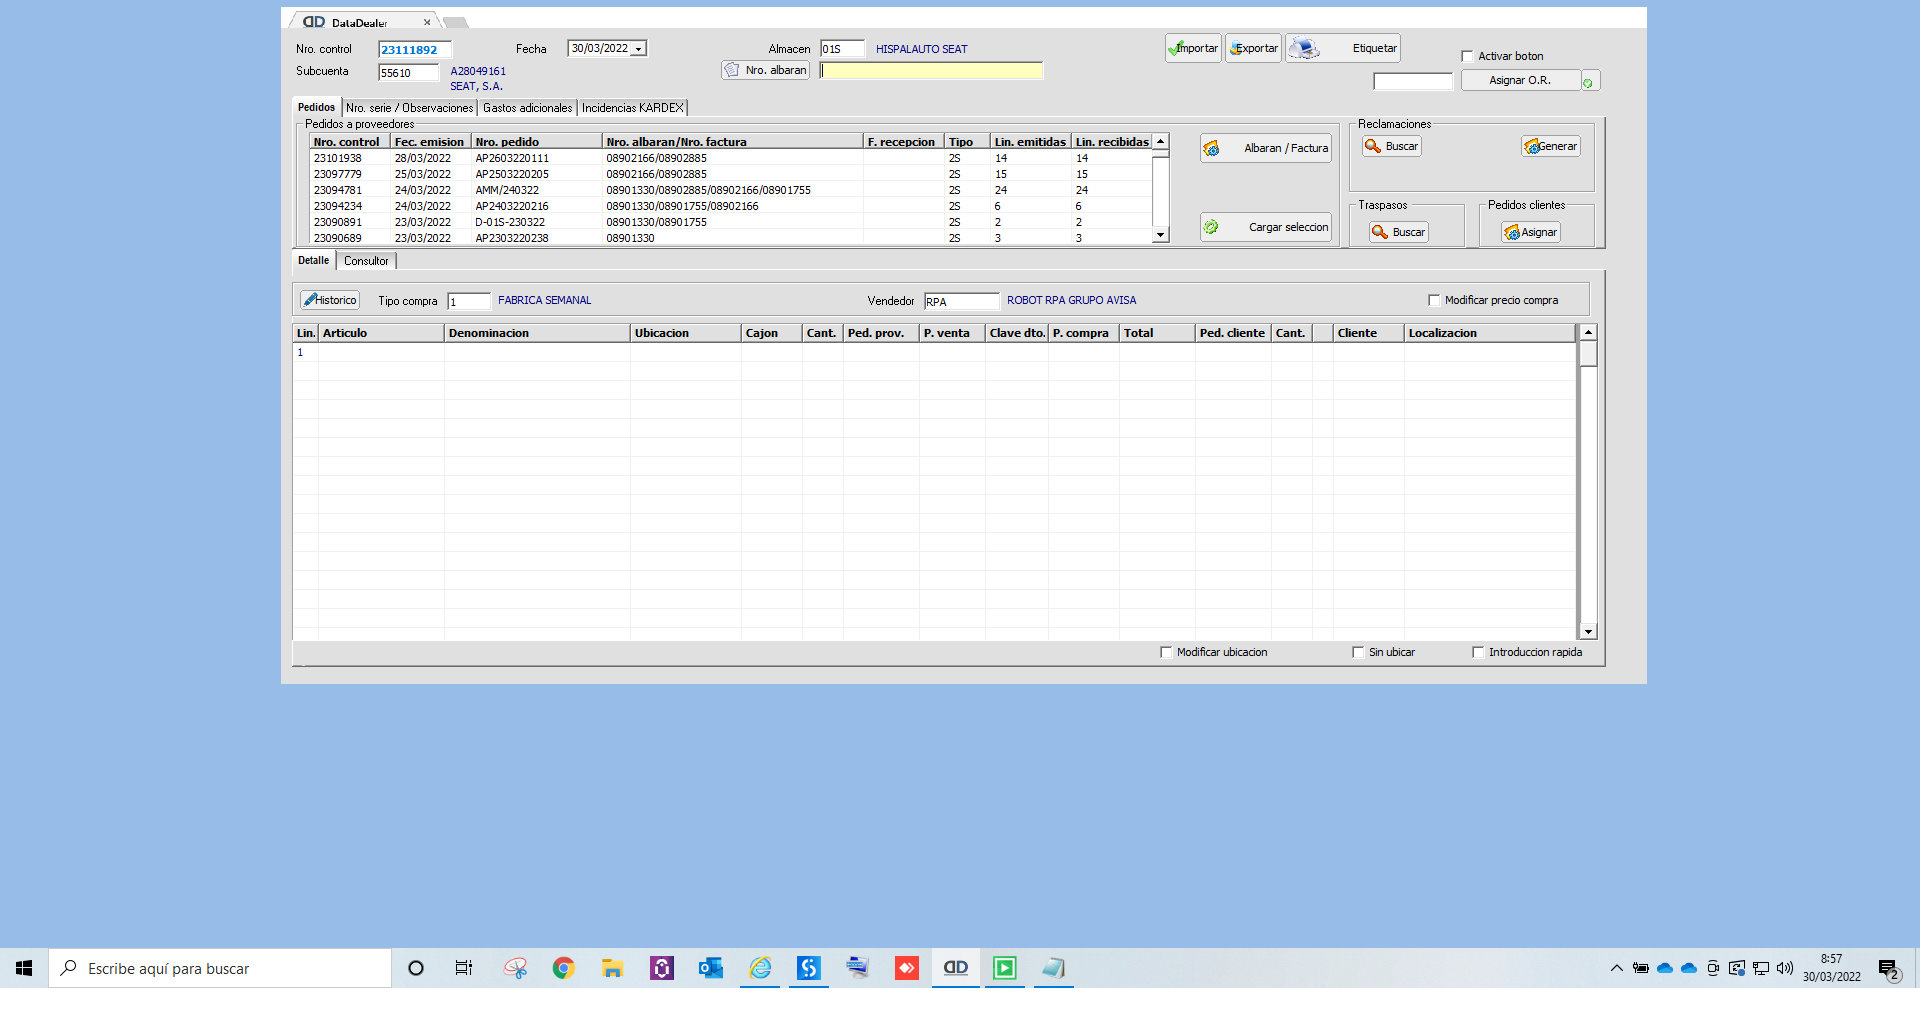 DataDealer
Nro. control 23111892 Fecha 30/03/2022 Almacen 01S HISPALAUTO SEAT Importar Exportar Etiquetar Activar boton
Subcuenta 55610 A28049161 Nro. albaran Asignar O.R.
SEAT, S.A.
Pedidos Nro. serie / Observaciones Gastos adicionales Incidencias KARDEX
Pedidos a proveedores Reclamaciones
Nro. control Fec. emision Nro. pedido Nro. albaran/Nro. factura F. recepcion Tipo Lin. emitidas Lin. recibidas Albaran / Factura Buscar Generar
23101938 28/03/2022 AP2603220111 08902166/08902885 2S 14 14
23097779 25/03/2022 AP2503220205 08902166/08902885 2S 15 15
23094781 24/03/2022 AMM/240322 08901330/08902885/08902166/08901755 2S 24 24
23094234 24/03/2022 AP2403220216 08901330/08901755/08902166 2S 6 6 Traspasos Pedidos clientes
23090891 23/03/2022 D-01S-230322 08901330/08901755 2S 2 2 Cargar seleccion Buscar Asignar
23090689 23/03/2022 AP2303220238 08901330 2S 3 3
Detalle Consultor
Historico Tipo compra 1 FABRICA SEMANAL Vendedor RPA ROBOT RPA GRUPO AVISA Modificar precio compra
Lin. Articulo Denominacion Ubicacion Cajon Cant. Ped. prov. P. venta Clave dto. P. compra Total Ped. cliente Cant. Cliente Localizacion
1
Modificar ubicacion Sin ubicar Introduccion rapida
Escribe aquí para buscar
8:57
30/03/2022
2